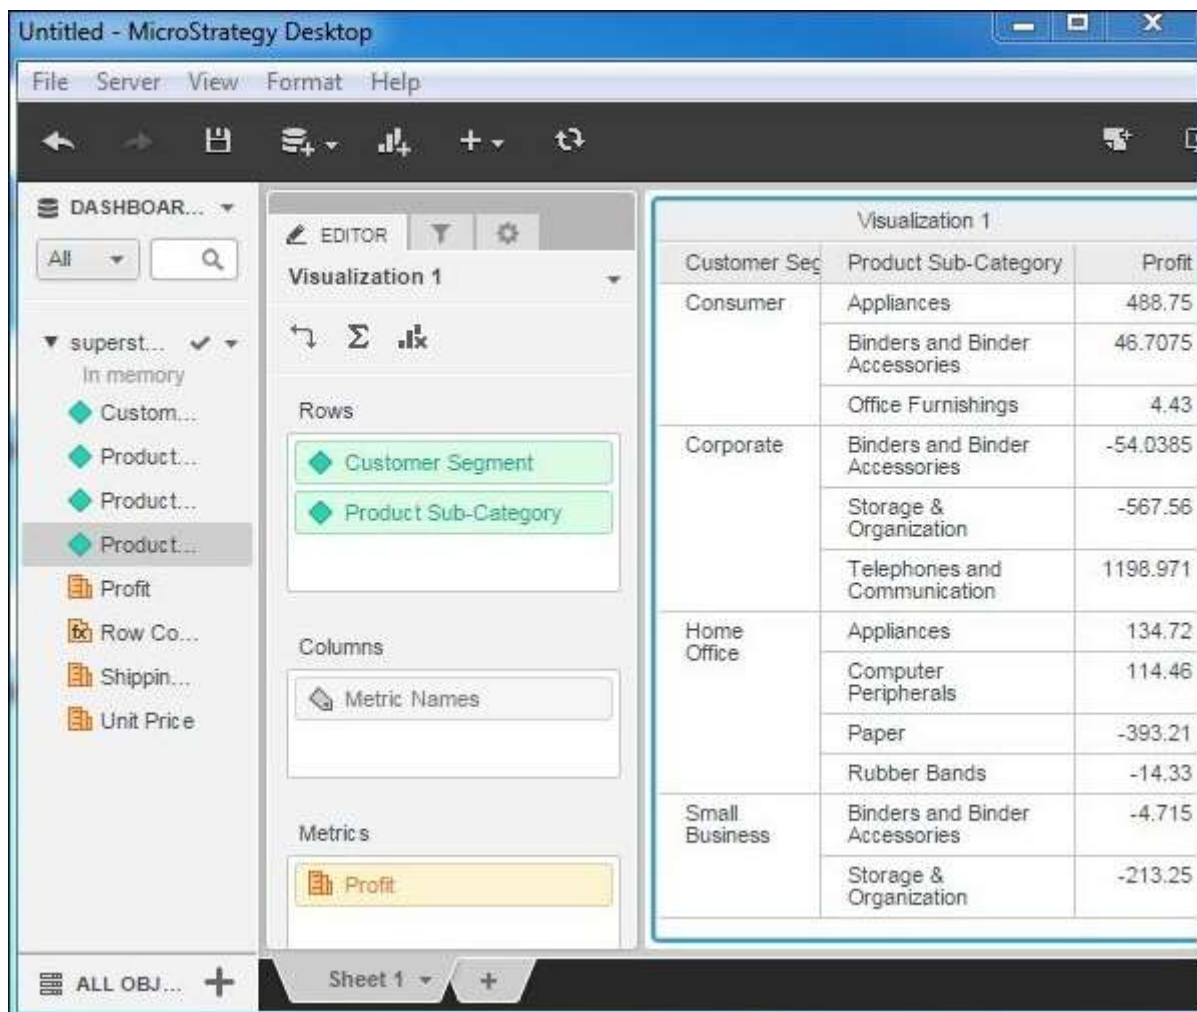 Untitled - MicroStrategy Desktop
File Server View Format Help
DASHBOAR...
All
superst...
In memory
Custom...
Product...
Product...
Product...
Profit
Row Co...
Shippin...
Unit Price
ALL OBJ...
EDITOR
Visualization 1
Rows
Customer Segment
Product Sub-Category
Columns
Metric Names
Metrics
Profit
Visualization 1
Customer Seg Product Sub-Category Profit
Consumer Appliances 488.75
Binders and Binder 46.7075
Accessories
Office Furnishings 4.43
Corporate Binders and Binder -54.0385
Accessories
Storage & -567.56
Organization
Telephones and 1198.971
Communication
Home Appliances 134.72
Office
Computer 114.46
Peripherals
Paper -393.21
Rubber Bands -14.33
Small Binders and Binder -4.715
Business Accessories
Storage & -213.25
Organization
Sheet 1